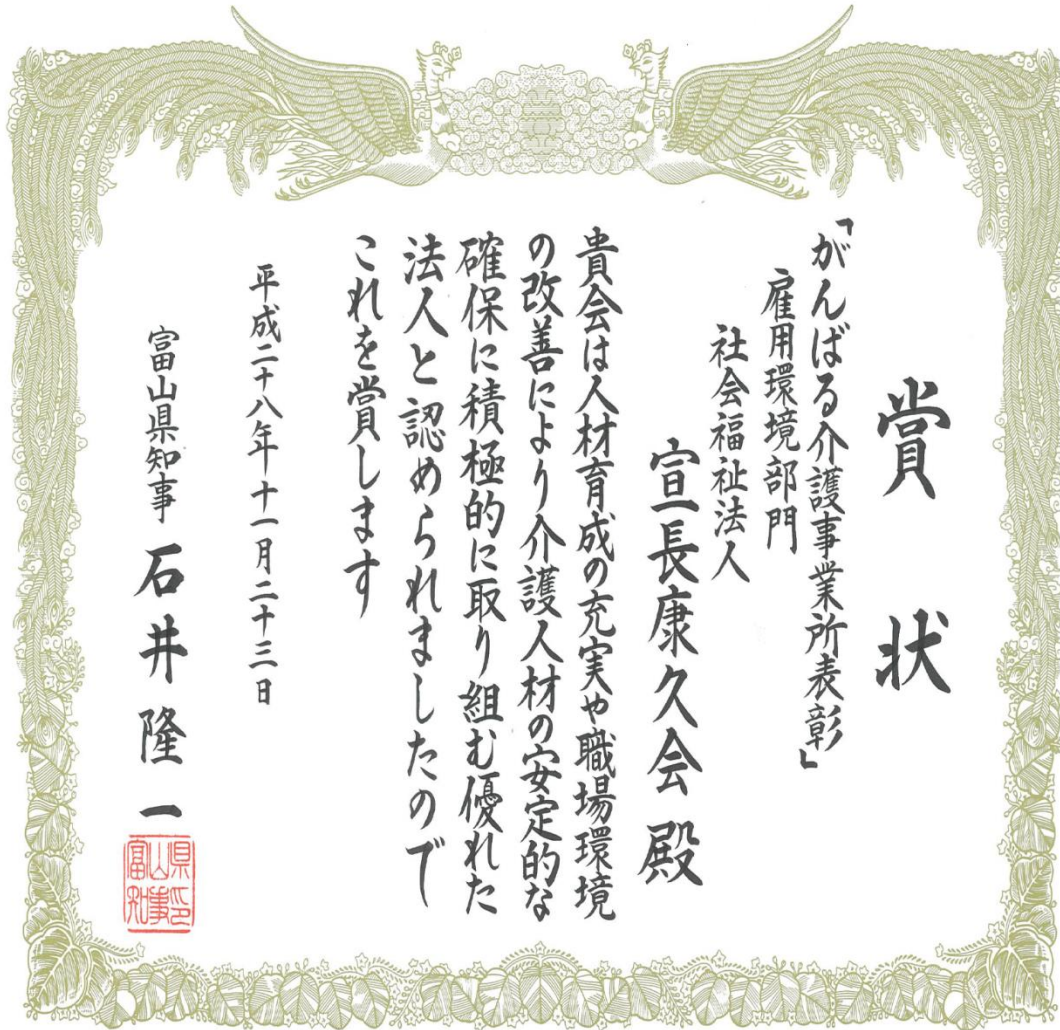 賞状
「がんばる介護事業所表彰」
雇用環境部門
社会福祉法人
宣長康久会殿
貴会は人材育成の充実や職場環境
の改善により介護人材の安定的な
確保に積極的に取り組む優れた
法人と認められましたので
これを賞します
平成二十八年十一月二十三日
富山県知事 石井隆一
富山県知事印